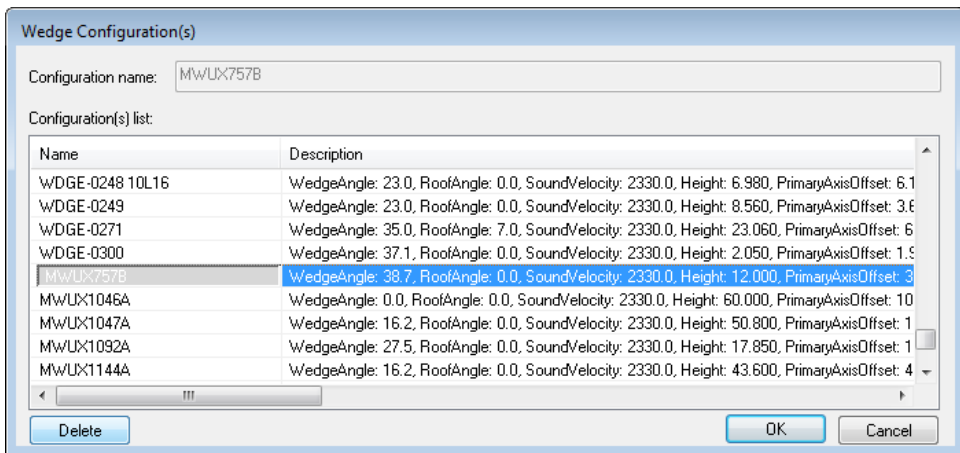 Wedge Configuration(s)
Configuration name: MWUX757B
Configuration(s) list:
Name Description
WDGE-0248 10L16 WedgeAngle: 23.0, RoofAngle: 0.0, SoundVelocity: 2330.0, Height: 6.980, PrimaryAxisOffset: 6.1
WDGE-0249 WedgeAngle: 23.0, RoofAngle: 0.0, SoundVelocity: 2330.0, Height: 8.560, PrimaryAxisOffset: 3.6
WDGE-0271 WedgeAngle: 35.0, RoofAngle: 7.0, SoundVelocity: 2330.0, Height: 23.060, PrimaryAxisOffset: 6
WDGE-0300 WedgeAngle: 37.1, RoofAngle: 0.0, SoundVelocity: 2330.0, Height: 2.050, PrimaryAxisOffset: 1.9
MWUX757B WedgeAngle: 38.7, RoofAngle: 0.0, SoundVelocity: 2330.0, Height: 12.000, PrimaryAxisOffset: 3
MWUX1046A WedgeAngle: 0.0, RoofAngle: 0.0, SoundVelocity: 2330.0, Height: 60.000, PrimaryAxisOffset: 10
MWUX1047A WedgeAngle: 16.2, RoofAngle: 0.0, SoundVelocity: 2330.0, Height: 50.800, PrimaryAxisOffset: 1
MWUX1092A WedgeAngle: 27.5, RoofAngle: 0.0, SoundVelocity: 2330.0, Height: 17.850, PrimaryAxisOffset: 1
MWUX1144A WedgeAngle: 16.2, RoofAngle: 0.0, SoundVelocity: 2330.0, Height: 43.600, PrimaryAxisOffset: 4
Delete OK Cancel